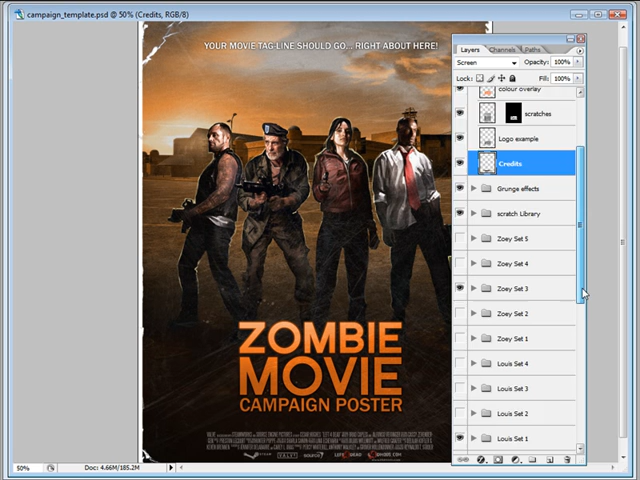 campaign_template.psd @ 50% (Credits, RGB/8)
YOUR MOVIE TAG-LINE SHOULD GO... RIGHT ABOUT HERE!
ZOMBIE
MOVIE
CAMPAIGN POSTER
VALVE
SOURCE
50%
Doc: 4.66M/185.2M
Layers
Channels
Paths
Screen
Opacity: 100%
Lock:
Fill: 100%
colour overlay
scratches
Logo example
Credits
Grunge effects
scratch Library
Zoey Set 5
Zoey Set 4
Zoey Set 3
Zoey Set 2
Zoey Set 1
Louis Set 4
Louis Set 3
Louis Set 2
Louis Set 1